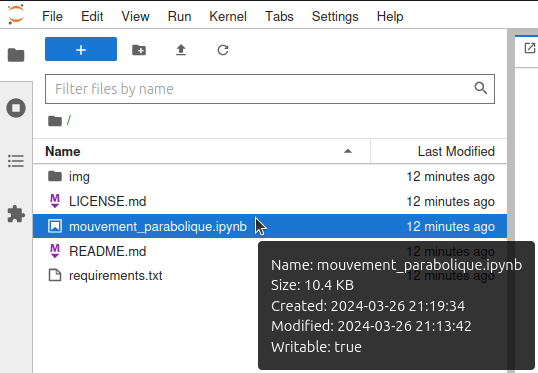 File Edit View Run Kernel Tabs Settings Help
Filter files by name
/
Name Last Modified
img 12 minutes ago
LICENSE.md 12 minutes ago
mouvement_parabolique.ipynb 12 minutes ago
README.md 12 minutes ago
requirements.txt
Name: mouvement_parabolique.ipynb
Size: 10.4 KB
Created: 2024-03-26 21:19:34
Modified: 2024-03-26 21:13:42
Writable: true